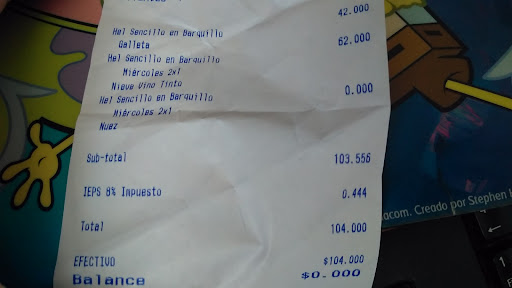 42.000
Hel Sencillo en Barquillo
Galleta 62.000
Hel Sencillo en Barquillo
Miércoles 2x1
Nieve Vino Tinto
Hel Sencillo en Barquillo 0.000
Miércoles 2x1
Nuez
Sub-total 103.556
IEPS 8% Impuesto 0.444
Total 104.000
EFECTIVO $104.000
Balance $0.000
acom. Creado por Stephen